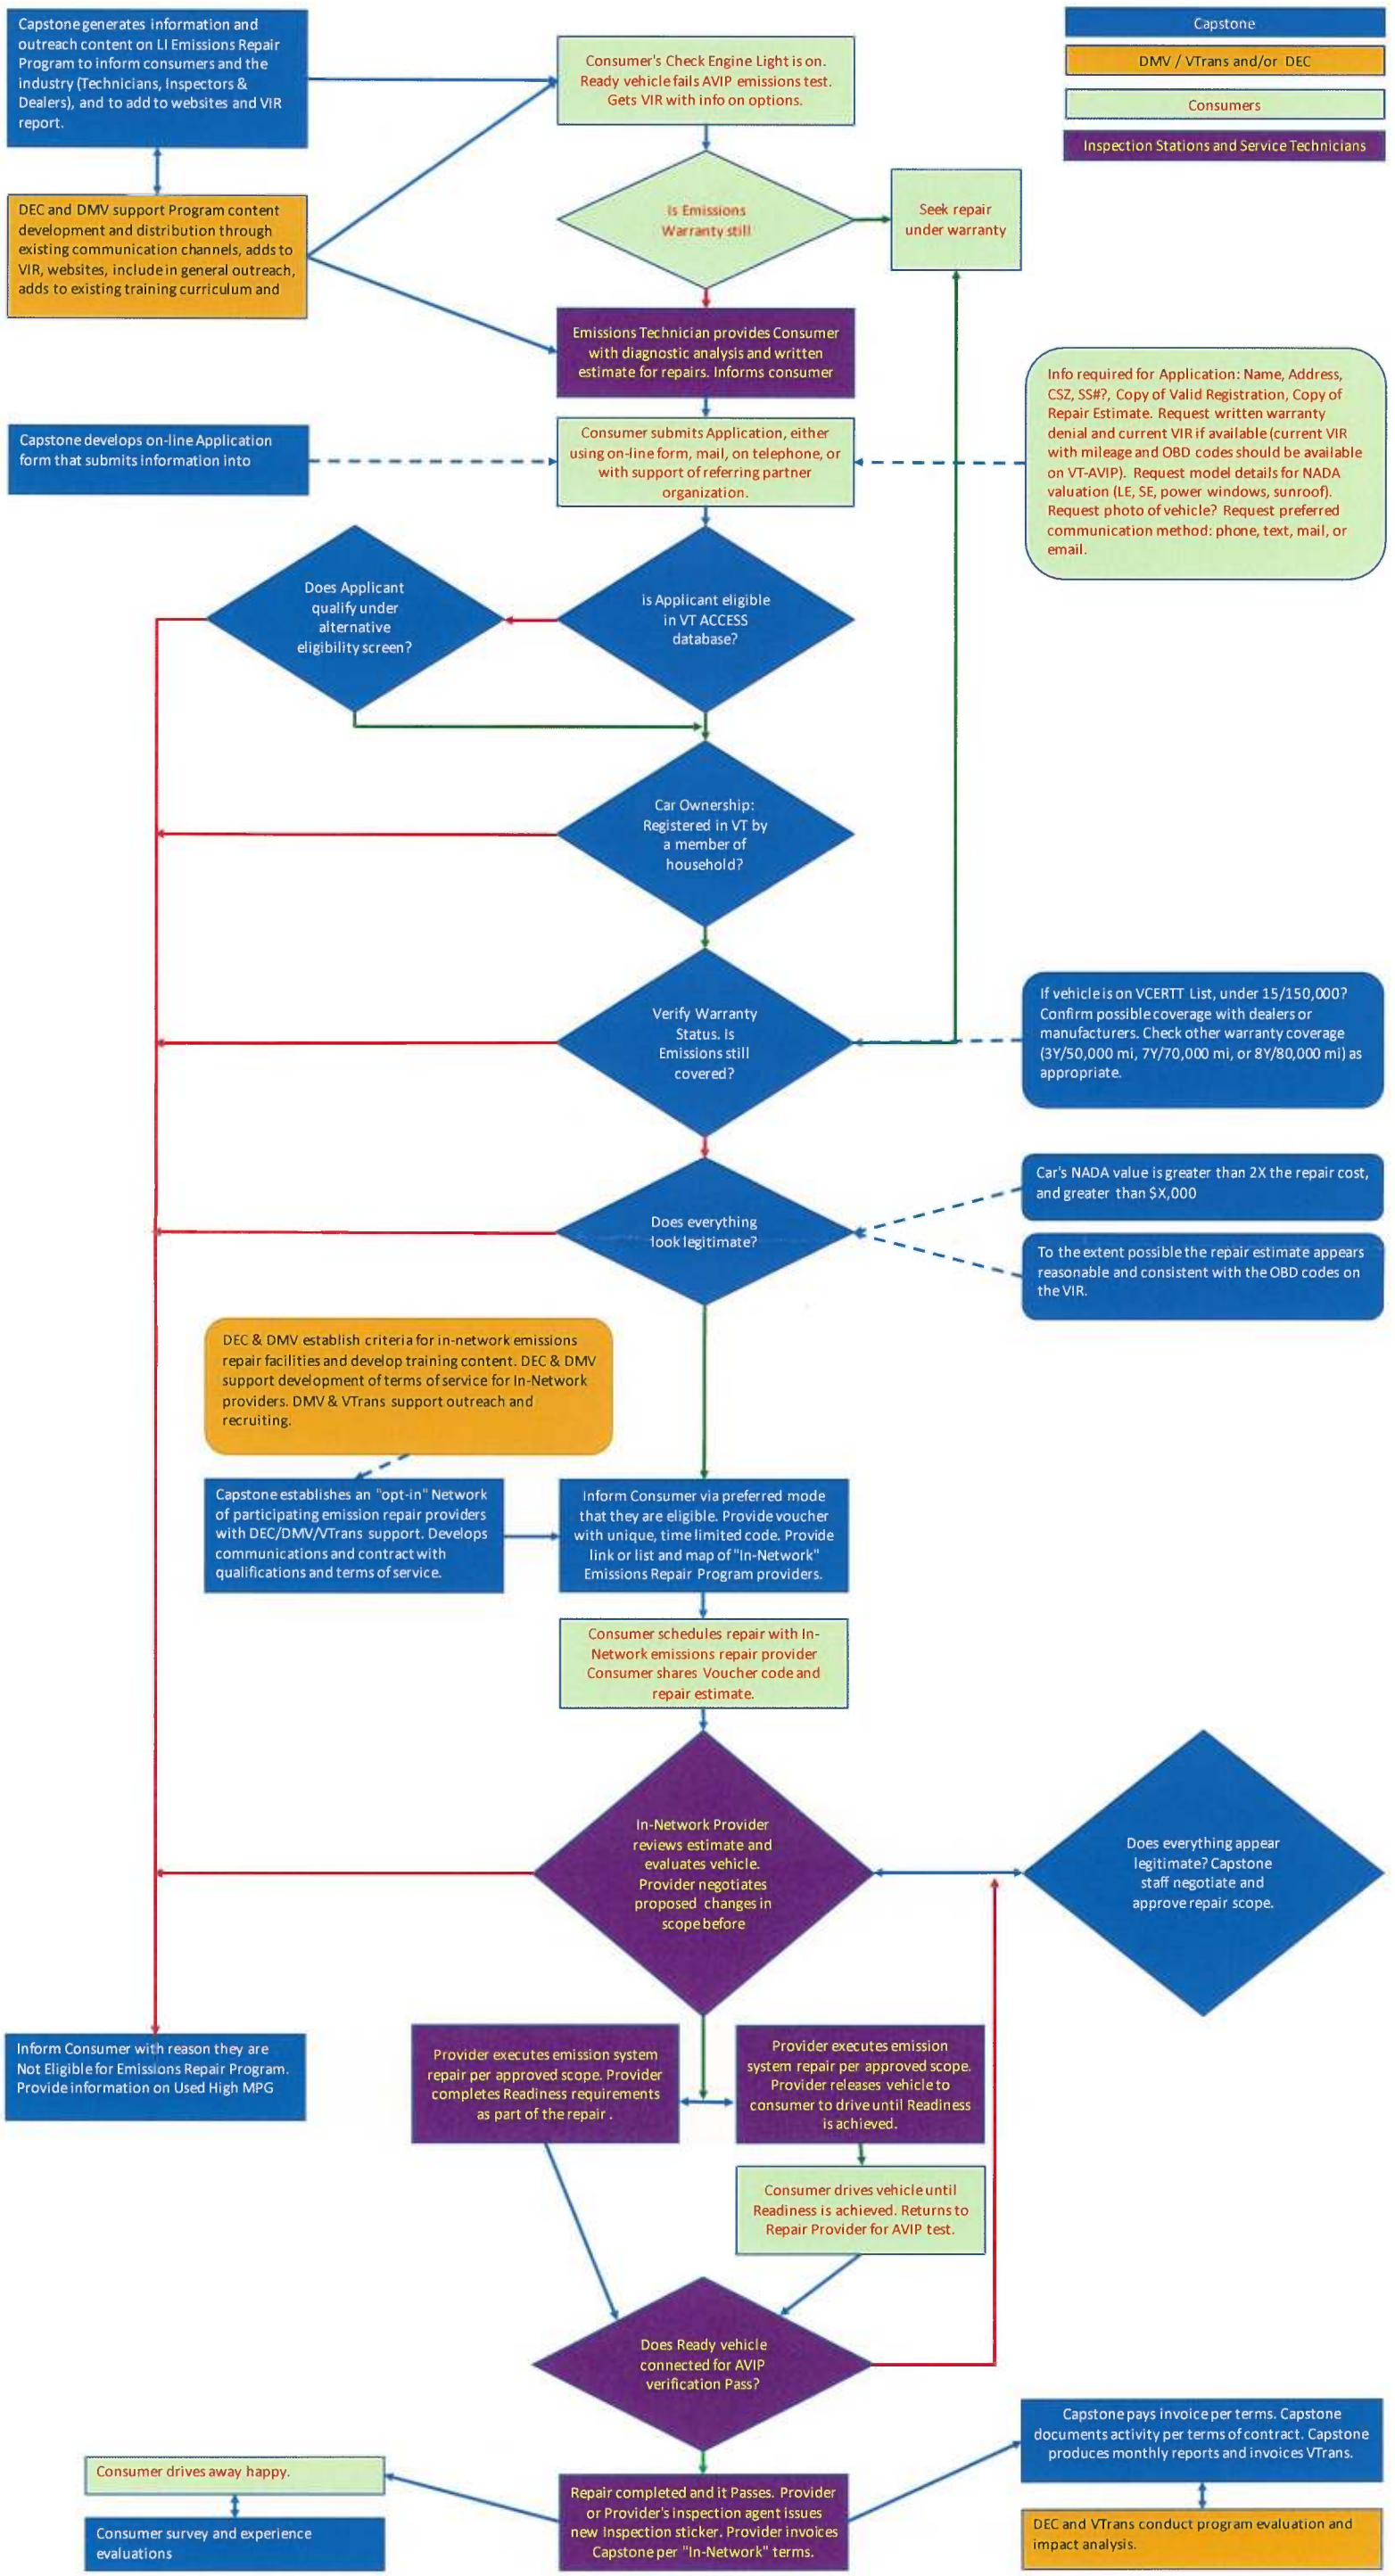 Capstone generates information and
outreach content on LI Emissions Repair
Program to inform consumers and the
industry (Technicians, Inspectors &
Dealers), and to add to websites and VIR
report.
Consumer's Check Engine Light is on.
Ready vehicle fails AVIP emissions test.
Gets VIR with info on options.
Capstone
DMV / VTrans and/or DEC
Consumers
Inspection Stations and Service Technicians
DEC and DMV support Program content
development and distribution through
existing communication channels, adds to
VIR, websites, include in general outreach,
adds to existing training curriculum and
Is Emissions
Warranty still
Seek repair
under warranty
Emissions Technician provides Consumer
with diagnostic analysis and written
estimate for repairs. Informs consumer
Info required for Application: Name, Address,
CSZ, SS#?, Copy of Valid Registration, Copy of
Repair Estimate. Request written warranty
denial and current VIR if available (current VIR
with mileage and OBD codes should be available
on VT-AVIP). Request model details for NADA
valuation (LE, SE, power windows, sunroof).
Request photo of vehicle? Request preferred
communication method: phone, text, mail, or
email.
Capstone develops on-line Application
form that submits information into
Consumer submits Application, either
using on-line form, mail, on telephone, or
with support of referring partner
organization.
Does Applicant
qualify under
alternative
eligibility screen?
is Applicant eligible
in VT ACCESS
database?
Car Ownership:
Registered in VT by
a member of
household?
Verify Warranty
Status. is
Emissions still
covered?
If vehicle is on VCERTT List, under 15/150,000?
Confirm possible coverage with dealers or
manufacturers. Check other warranty coverage
(3Y/50,000 mi, 7Y/70,000 mi, or 8Y/80,000 mi) as
appropriate.
Does everything
look legitimate?
Car's NADA value is greater than 2X the repair cost,
and greater than $X,000
To the extent possible the repair estimate appears
reasonable and consistent with the OBD codes on
the VIR.
DEC & DMV establish criteria for in-network emissions
repair facilities and develop training content. DEC & DMV
support development of terms of service for In-Network
providers. DMV & VTrans support outreach and
recruiting.
Capstone establishes an "opt-in" Network
of participating emission repair providers
with DEC/DMV/VTrans support. Develops
communications and contract with
qualifications and terms of service.
Inform Consumer via preferred mode
that they are eligible. Provide voucher
with unique, time limited code. Provide
link or list and map of "In-Network"
Emissions Repair Program providers.
Consumer schedules repair with In-
Network emissions repair provider
Consumer shares Voucher code and
repair estimate.
In-Network Provider
reviews estimate and
evaluates vehicle.
Provider negotiates
proposed changes in
scope before
Does everything appear
legitimate? Capstone
staff negotiate and
approve repair scope.
Inform Consumer with reason they are
Not Eligible for Emissions Repair Program.
Provide information on Used High MPG
Provider executes emission system
repair per approved scope. Provider
completes Readiness requirements
as part of the repair .
Provider executes emission
system repair per approved scope.
Provider releases vehicle to
consumer to drive until Readiness
is achieved.
Consumer drives vehicle until
Readiness is achieved. Returns to
Repair Provider for AVIP test.
Does Ready vehicle
connected for AVIP
verification Pass?
Consumer drives away happy.
Consumer survey and experience
evaluations
Repair completed and it Passes. Provider
or Provider's inspection agent issues
new Inspection sticker. Provider invoices
Capstone per "In-Network" terms.
Capstone pays invoice per terms. Capstone
documents activity per terms of contract. Capstone
produces monthly reports and invoices VTrans.
DEC and VTrans conduct program evaluation and
impact analysis.